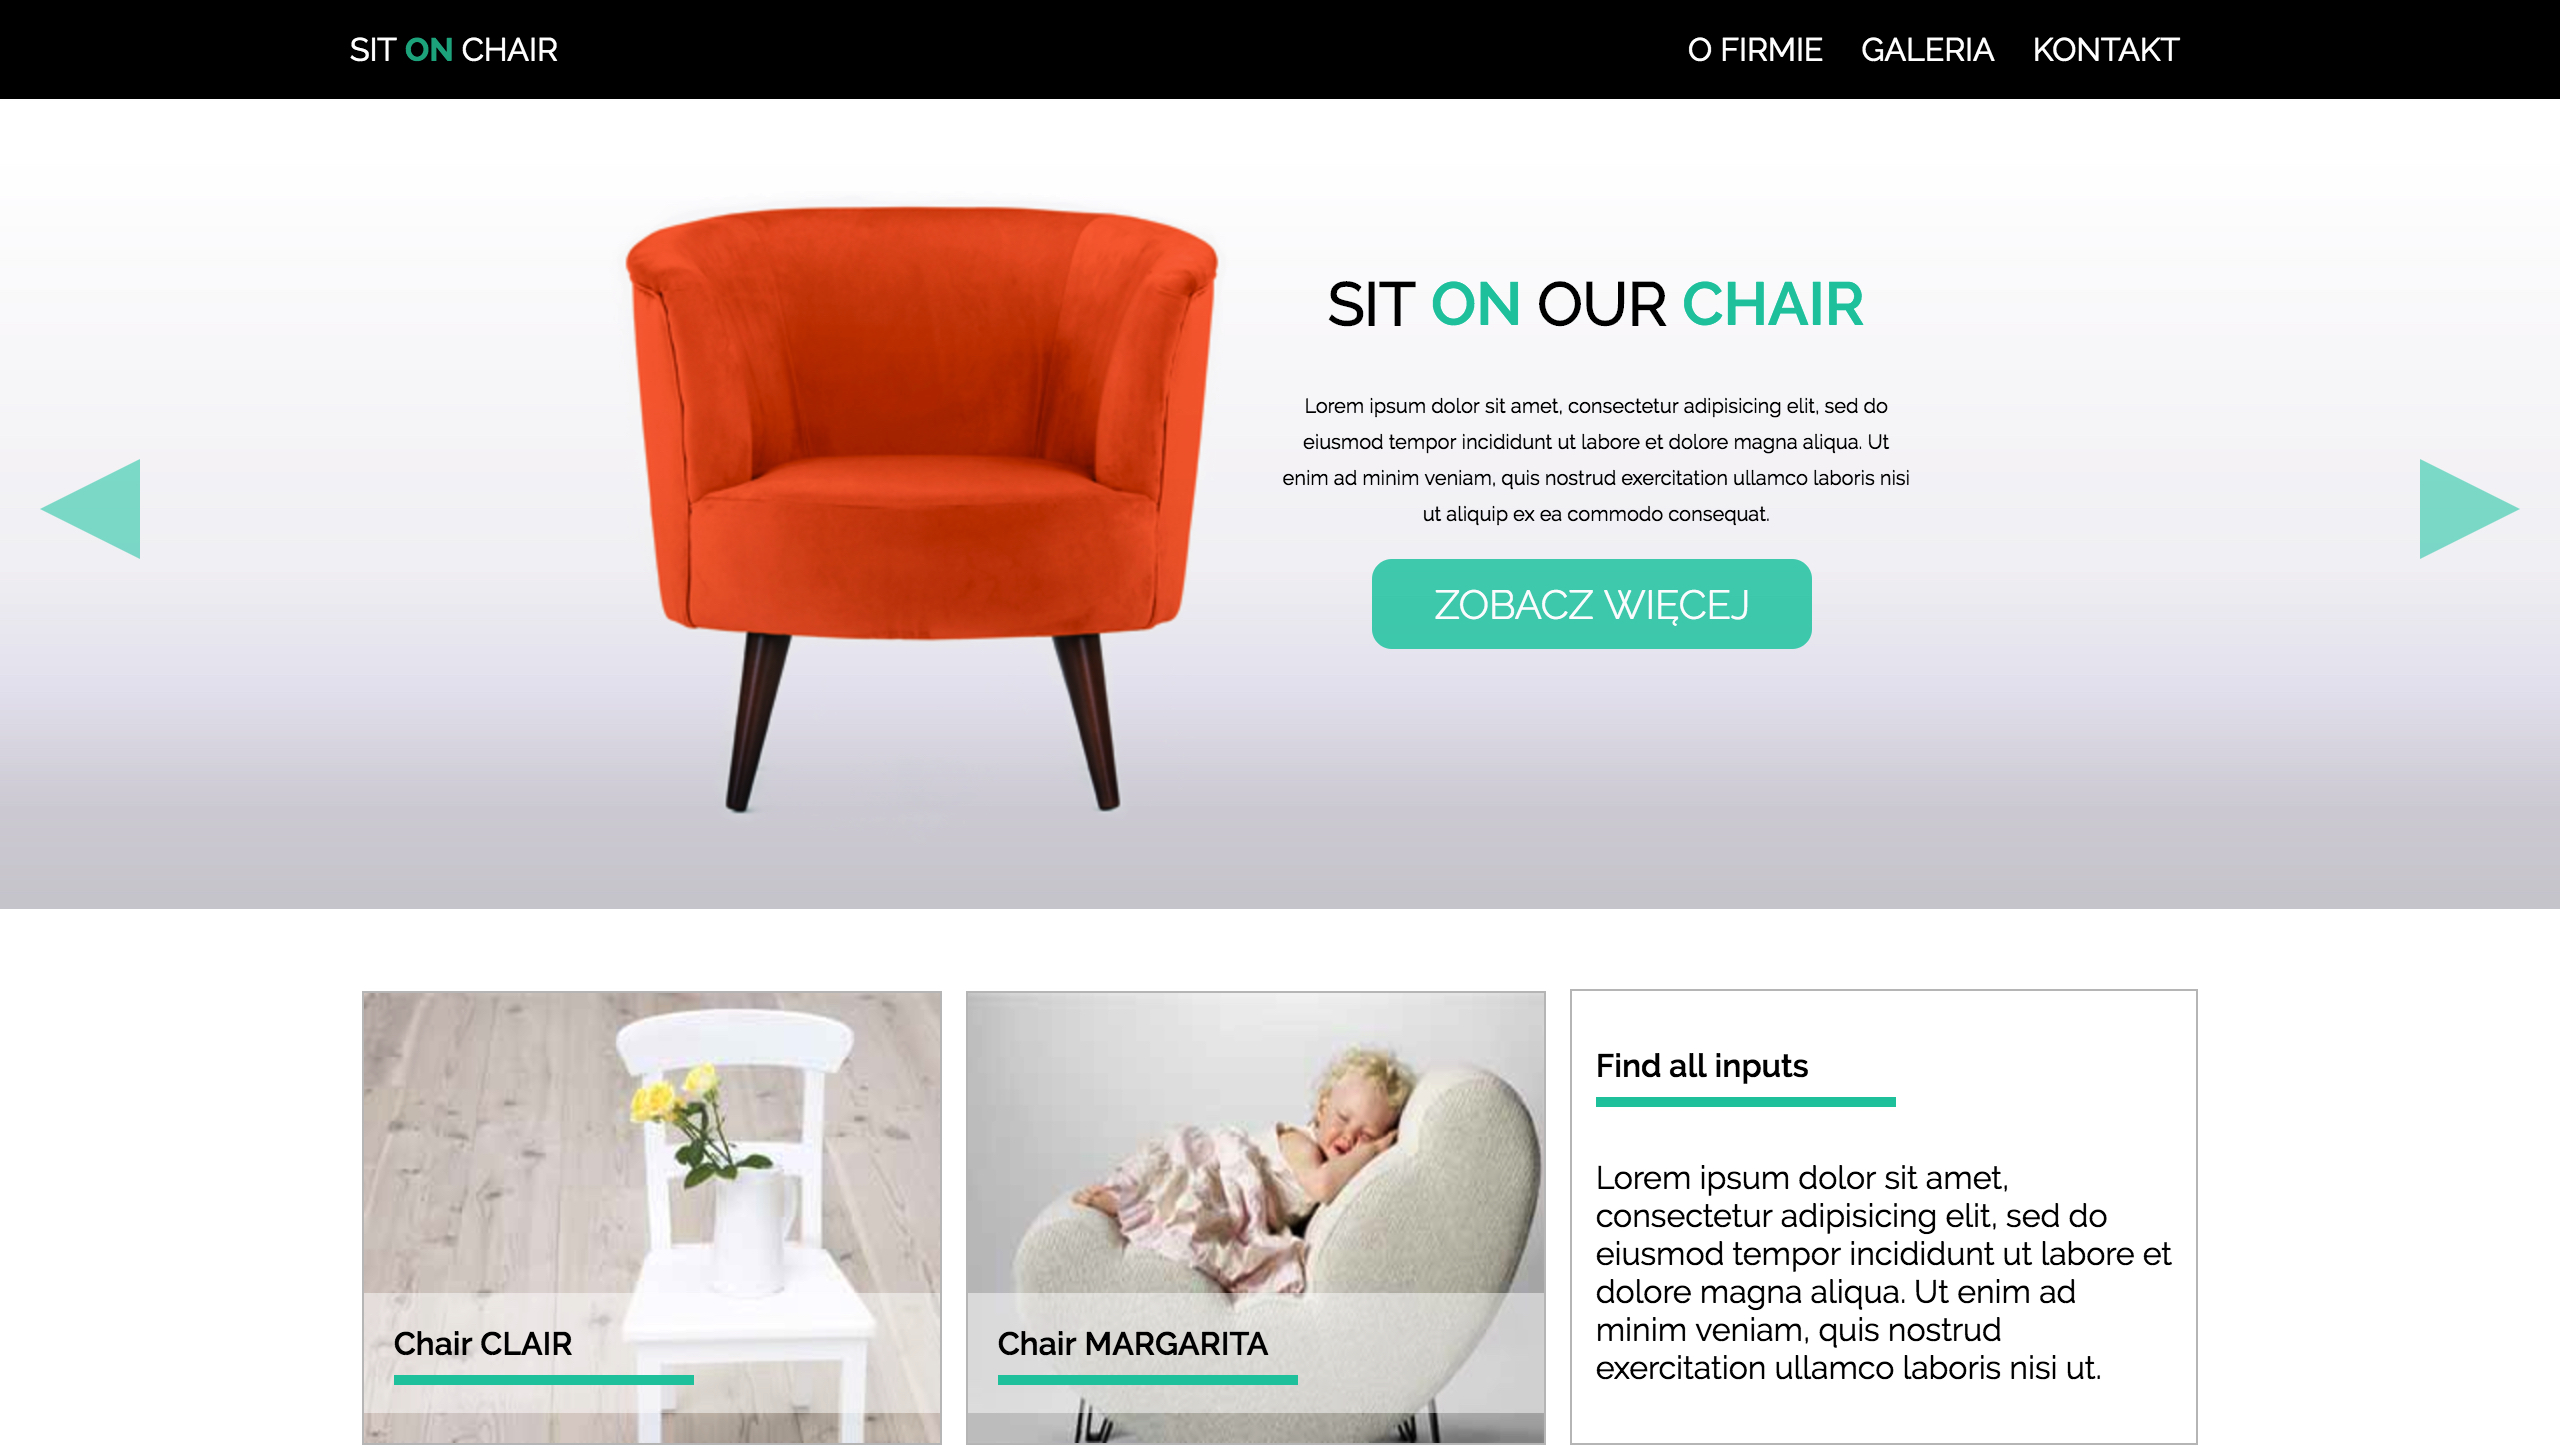 SIT ON CHAIR
O FIRMIE GALERIA KONTAKT
SIT ON OUR CHAIR
Lorem ipsum dolor sit amet, consectetur adipisicing elit, sed do
eiusmod tempor incididunt ut labore et dolore magna aliqua. Ut
enim ad minim veniam, quis nostrud exercitation ullamco laboris nisi
ut aliquip ex ea commodo consequat.
ZOBACZ WIĘCEJ
Chair CLAIR
Chair MARGARITA
Find all inputs
Lorem ipsum dolor sit amet,
consectetur adipisicing elit, sed do
eiusmod tempor incididunt ut labore et
dolore magna aliqua. Ut enim ad
minim veniam, quis nostrud
exercitation ullamco laboris nisi ut.